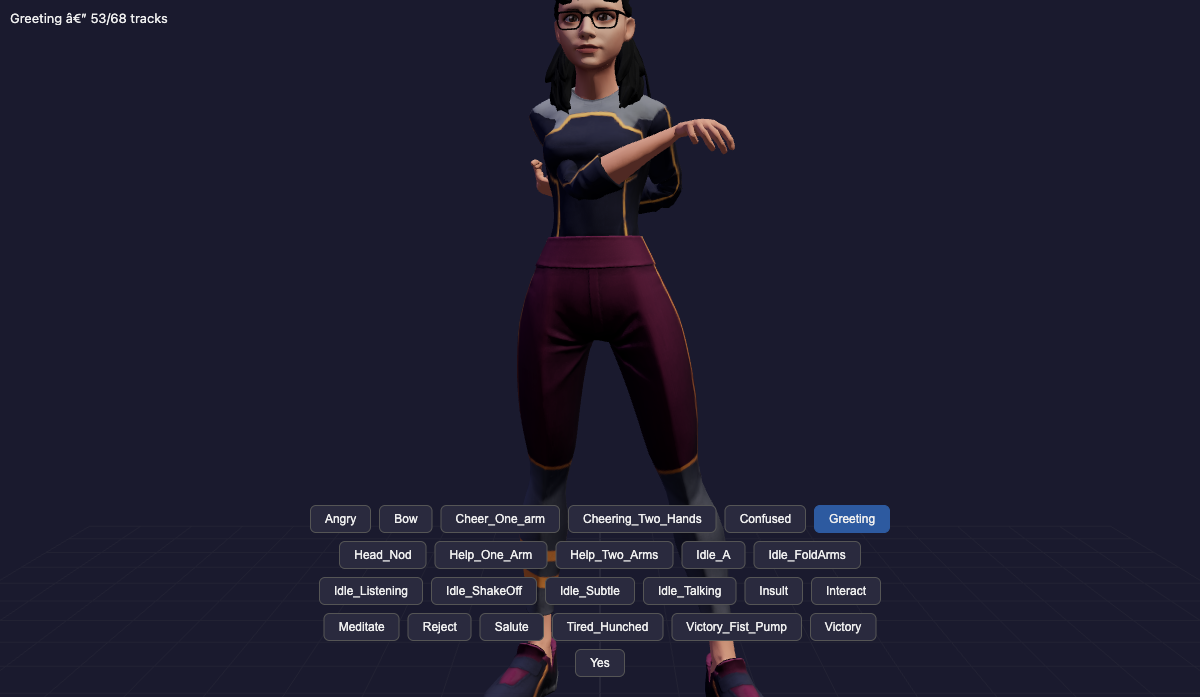 Greeting â€” 53/68 tracks
Angry Bow Cheer_One_arm Cheering_Two_Hands Confused Greeting
Head_Nod Help_One_Arm Help_Two_Arms Idle_A Idle_FoldArms
Idle_Listening Idle_ShakeOff Idle_Subtle Idle_Talking Insult Interact
Meditate Reject Salute Tired_Hunched Victory_Fist_Pump Victory
Yes